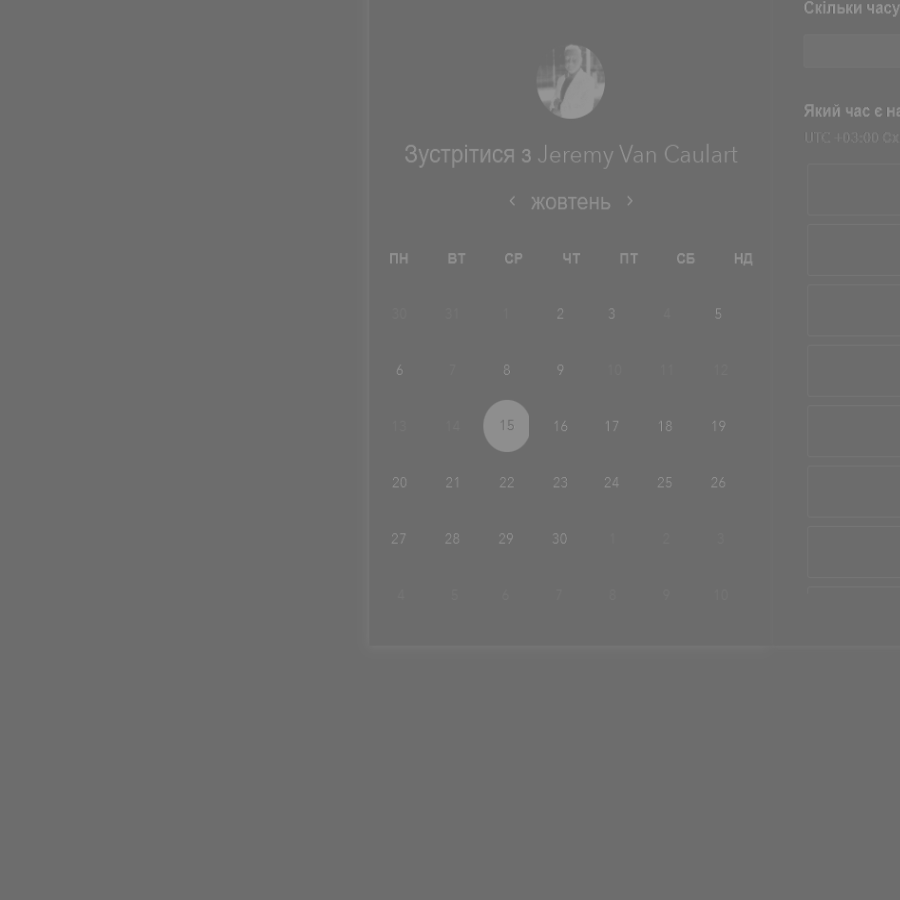 Скільки часу
Який час є на
UTC +03:00 Сх
Зустрітися з Jeremy Van Caulart
жовтень
ПН ВТ СР ЧТ ПТ СБ НД
30 31 1 2 3 4 5
6 7 8 9 10 11 12
13 14 15 16 17 18 19
20 21 22 23 24 25 26
27 28 29 30 1 2 3
4 5 6 7 8 9 10